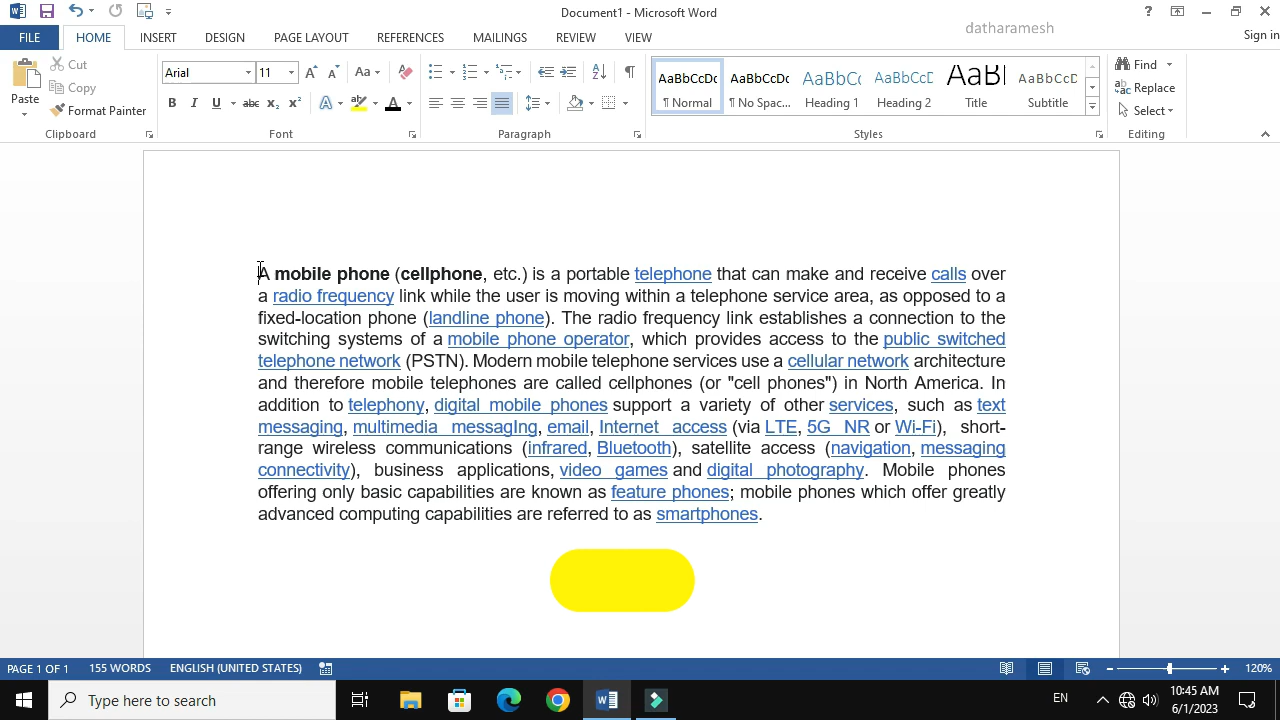 Document1 - Microsoft Word
datharamesh
Sign in
FILE HOME INSERT DESIGN PAGE LAYOUT REFERENCES MAILINGS REVIEW VIEW
Paste
Cut
Copy
Format Painter
Clipboard
Arial 11
Font
Paragraph
AaBbCcDc AaBbCcDc AaBbCc AaBbCcD AaB AaBbCcD
¶ Normal ¶ No Spac... Heading 1 Heading 2 Title Subtitle
Styles
Find
Replace
Select
Editing
A mobile phone (cellphone, etc.) is a portable telephone that can make and receive calls over
a radio frequency link while the user is moving within a telephone service area, as opposed to a
fixed-location phone (landline phone). The radio frequency link establishes a connection to the
switching systems of a mobile phone operator, which provides access to the public switched
telephone network (PSTN). Modern mobile telephone services use a cellular network architecture
and therefore mobile telephones are called cellphones (or "cell phones") in North America. In
addition to telephony, digital mobile phones support a variety of other services, such as text
messaging, multimedia messagIng, email, Internet access (via LTE, 5G NR or Wi-Fi), short-
range wireless communications (infrared, Bluetooth), satellite access (navigation, messaging
connectivity), business applications, video games and digital photography. Mobile phones
offering only basic capabilities are known as feature phones; mobile phones which offer greatly
advanced computing capabilities are referred to as smartphones.
PAGE 1 OF 1 155 WORDS ENGLISH (UNITED STATES) 120%
Type here to search
EN
10:45 AM
6/1/2023